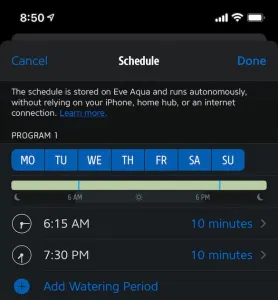 8:50
Cancel Schedule Done
The schedule is stored on Eve Aqua and runs autonomously,
without relying on your iPhone, home hub, or an internet
connection. Learn more.
PROGRAM 1
MO TU WE TH FR SA SU
6 AM 6 PM
6:15 AM 10 minutes
7:30 PM 10 minutes
Add Watering Period